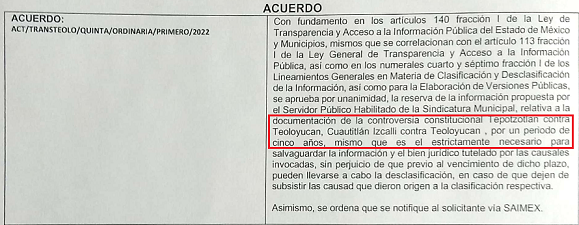 ACUERDO
ACUERDO:
ACT/TRANSTEOLO/QUINTA/ORDINARIA/PRIMERO/2022
Con fundamento en los artículos 140 fracción I de la Ley de
Transparencia y Acceso a la Información Pública del Estado de México
y Municipios, mismos que se correlacionan con el artículo 113 fracción
I de la Ley General de Transparencia y Acceso a la Información
Pública, así como en los numerales cuarto y séptimo fracción I de los
Lineamientos Generales en Materia de Clasificación y Desclasificación
de la Información, así como para la Elaboración de Versiones Públicas,
se aprueba por unanimidad, la reserva de la información propuesta por
el Servidor Público Habilitado de la Sindicatura Municipal, relativa a la
documentación de la controversia constitucional Tepotzotlán contra
Teoloyucan, Cuautitlán Izcalli contra Teoloyucan , por un periodo de
cinco años, mismo que es el estrictamente necesario para
salvaguardar la información y el bien jurídico tutelado por las causales
invocadas, sin perjuicio de que previo al vencimiento de dicho plazo,
pueden llevarse a cabo la desclasificación, en caso de que dejen de
subsistir las causad que dieron origen a la clasificación respectiva.
Asimismo, se ordena que se notifique al solicitante vía SAIMEX.